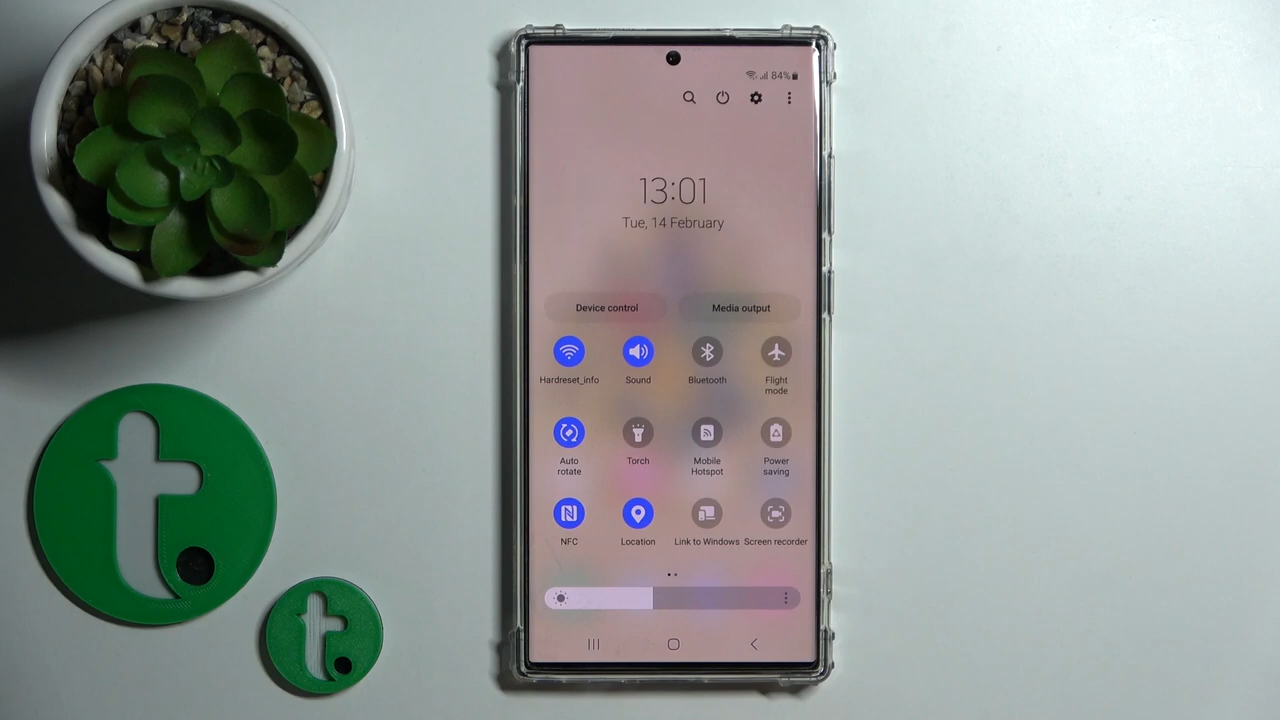 84%
13:01
Tue, 14 February
Device control Media output
Hardreset_info Sound Bluetooth Flight mode
Auto rotate Torch Mobile Hotspot Power saving
NFC Location Link to Windows Screen recorder
t
t